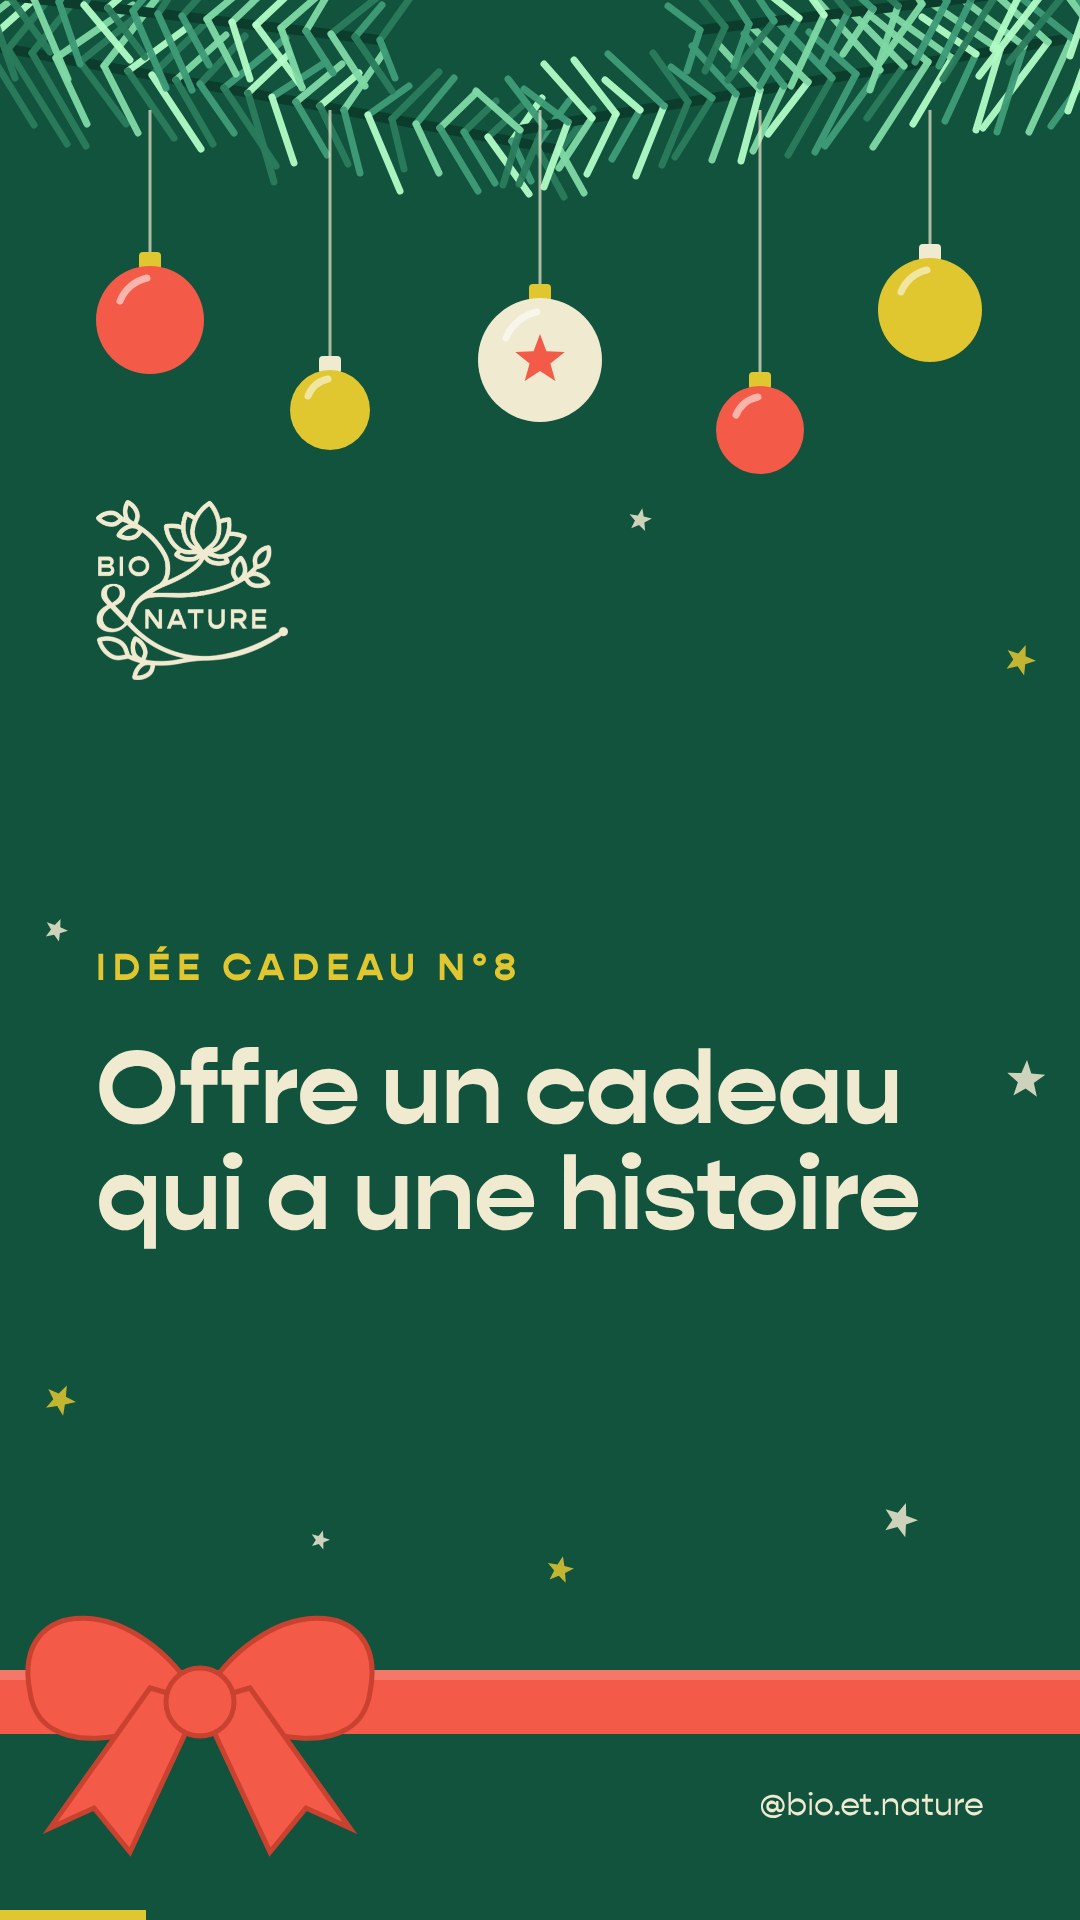 BIO
& NATURE
IDÉE CADEAU N°8
Offre un cadeau
qui a une histoire
@bio.et.nature